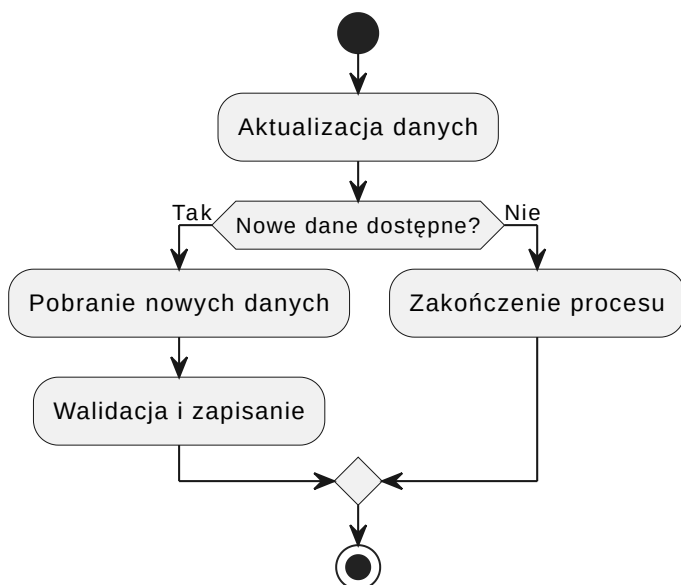 Aktualizacja danych
Tak
Nowe dane dostępne?
Nie
Pobranie nowych danych
Zakończenie procesu
Walidacja i zapisanie